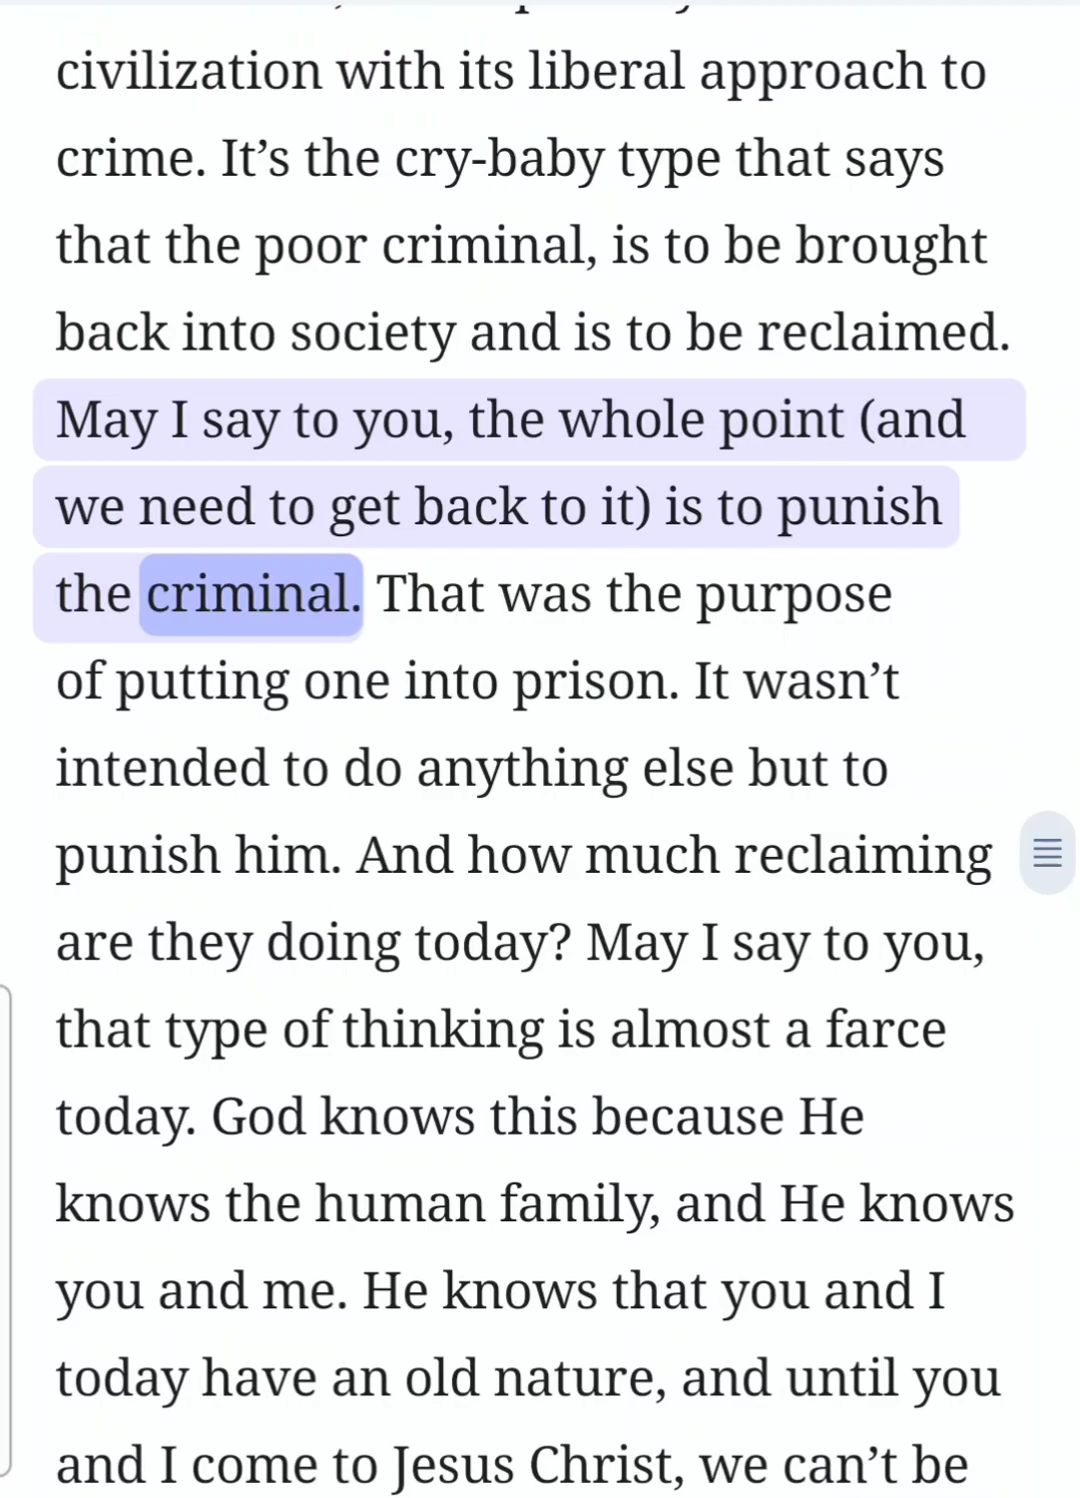 civilization with its liberal approach to
crime. It’s the cry-baby type that says
that the poor criminal, is to be brought
back into society and is to be reclaimed.
May I say to you, the whole point (and
we need to get back to it) is to punish
the criminal. That was the purpose
of putting one into prison. It wasn’t
intended to do anything else but to
punish him. And how much reclaiming
are they doing today? May I say to you,
that type of thinking is almost a farce
today. God knows this because He
knows the human family, and He knows
you and me. He knows that you and I
today have an old nature, and until you
and I come to Jesus Christ, we can’t be